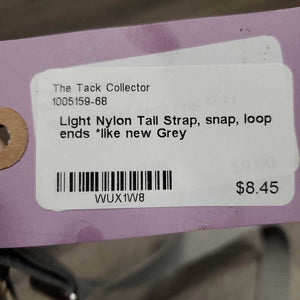 The Tack Collector
1005159-68
Light Nylon Tail Strap, snap, loop
ends *like new Grey
WUX1W8
$8.45